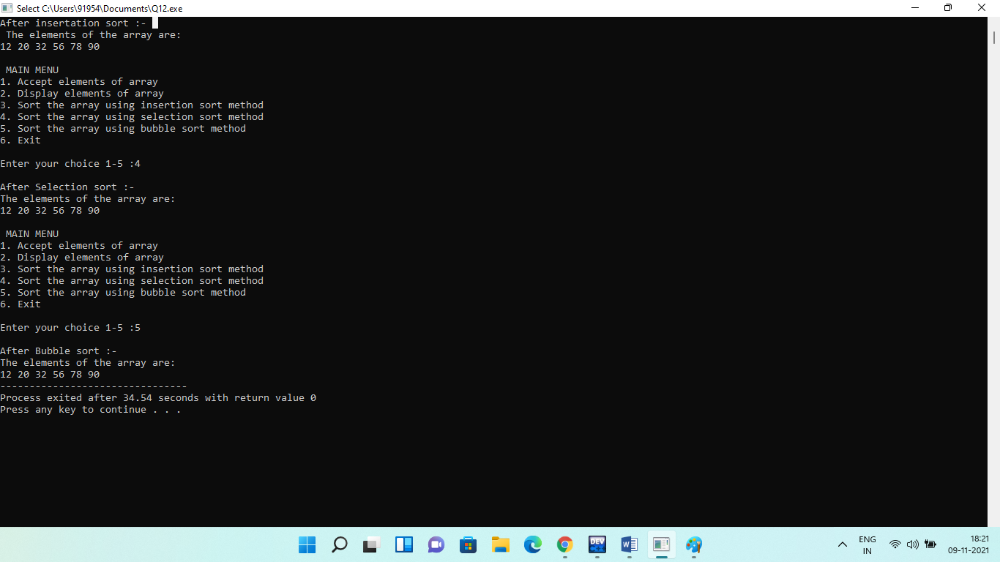 Select C:\Users\91954\Documents\Q12.exe
After insertation sort :-
 The elements of the array are:
12 20 32 56 78 90

 MAIN MENU
1. Accept elements of array
2. Display elements of array
3. Sort the array using insertion sort method
4. Sort the array using selection sort method
5. Sort the array using bubble sort method
6. Exit

Enter your choice 1-5 :4

After Selection sort :-
The elements of the array are:
12 20 32 56 78 90

 MAIN MENU
1. Accept elements of array
2. Display elements of array
3. Sort the array using insertion sort method
4. Sort the array using selection sort method
5. Sort the array using bubble sort method
6. Exit

Enter your choice 1-5 :5

After Bubble sort :-
The elements of the array are:
12 20 32 56 78 90
--------------------------------
Process exited after 34.54 seconds with return value 0
Press any key to continue . . .
DEV
ENG
IN
18:21
09-11-2021